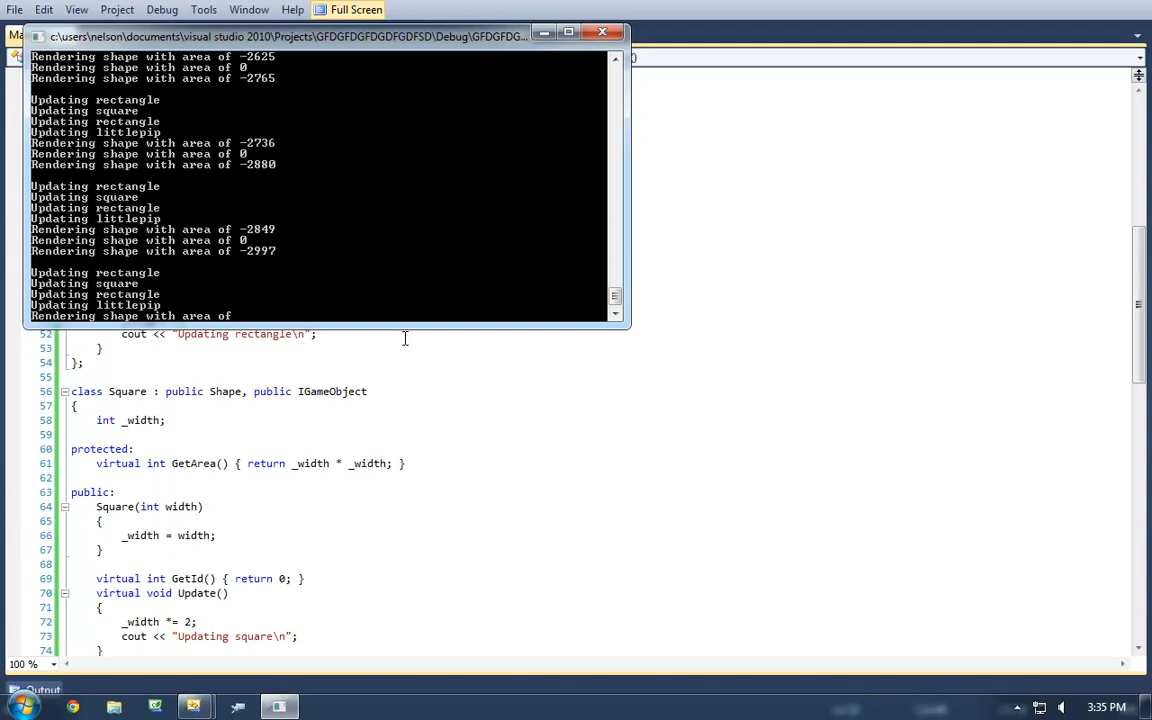 File Edit View Project Debug Tools Window Help Full Screen
c:\users\nelson\documents\visual studio 2010\Projects\GFDGFDGFDGDFGDFSD\Debug\GFDGFDG...
Ma
Rendering shape with area of -2625
Rendering shape with area of 0
Rendering shape with area of -2765
Updating rectangle
Updating square
Updating rectangle
Updating littlepip
Rendering shape with area of -2736
Rendering shape with area of 0
Rendering shape with area of -2880
Updating rectangle
Updating square
Updating rectangle
Updating littlepip
Rendering shape with area of -2849
Rendering shape with area of 0
Rendering shape with area of -2997
Updating rectangle
Updating square
Updating rectangle
Updating littlepip
Rendering shape with area of
()
52 cout << "Updating rectangle\n";
53 }
54 };
55
56 class Square : public Shape, public IGameObject
57 {
58 int _width;
59
60 protected:
61 virtual int GetArea() { return _width * _width; }
62
63 public:
64 Square(int width)
65 {
66 _width = width;
67 }
68
69 virtual int GetId() { return 0; }
70 virtual void Update()
71 {
72 _width *= 2;
73 cout << "Updating square\n";
74 }
100 %
Output
3:35 PM